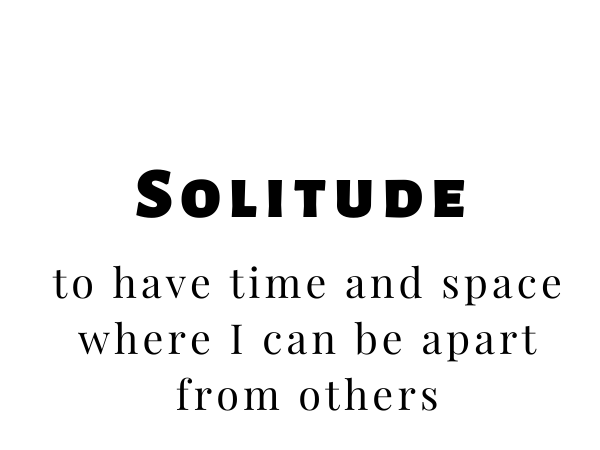 Solitude
to have time and space
where I can be apart
from others